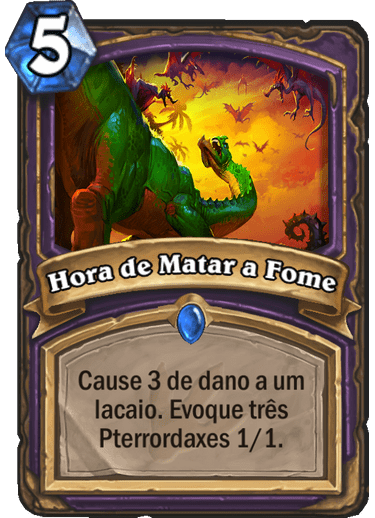 5
Hora de Matar a Fome
Cause 3 de dano a um
lacaio. Evoque três
Pterrordaxes 1/1.